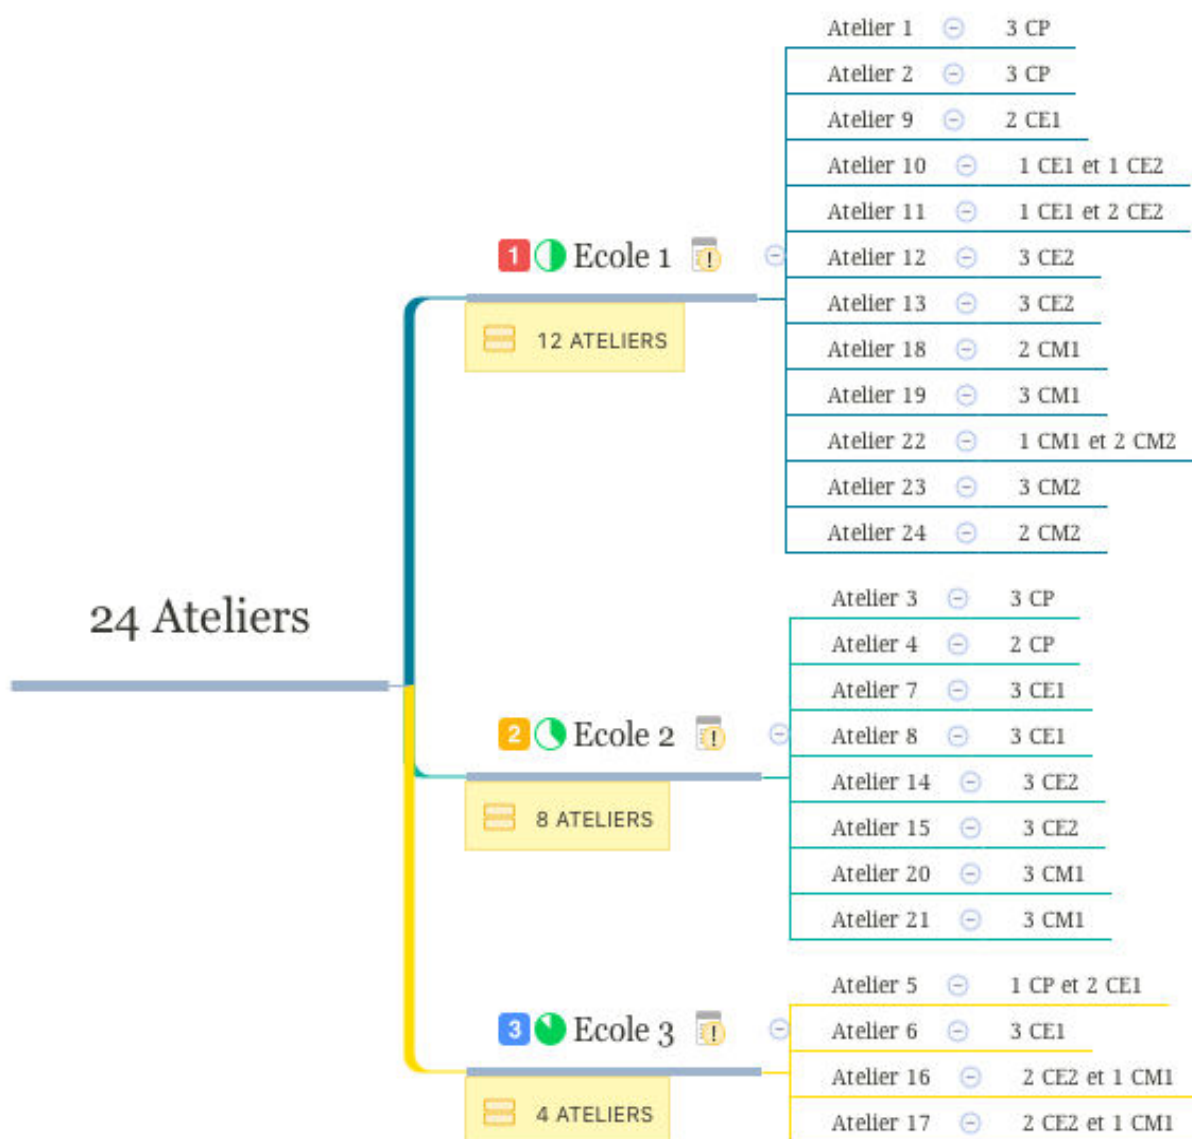 24 Ateliers
1 Ecole 1
12 ATELIERS
Atelier 1 3 CP
Atelier 2 3 CP
Atelier 9 2 CE1
Atelier 10 1 CE1 et 1 CE2
Atelier 11 1 CE1 et 2 CE2
Atelier 12 3 CE2
Atelier 13 3 CE2
Atelier 18 2 CM1
Atelier 19 3 CM1
Atelier 22 1 CM1 et 2 CM2
Atelier 23 3 CM2
Atelier 24 2 CM2
2 Ecole 2
8 ATELIERS
Atelier 3 3 CP
Atelier 4 2 CP
Atelier 7 3 CE1
Atelier 8 3 CE1
Atelier 14 3 CE2
Atelier 15 3 CE2
Atelier 20 3 CM1
Atelier 21 3 CM1
3 Ecole 3
4 ATELIERS
Atelier 5 1 CP et 2 CE1
Atelier 6 3 CE1
Atelier 16 2 CE2 et 1 CM1
Atelier 17 2 CE2 et 1 CM1